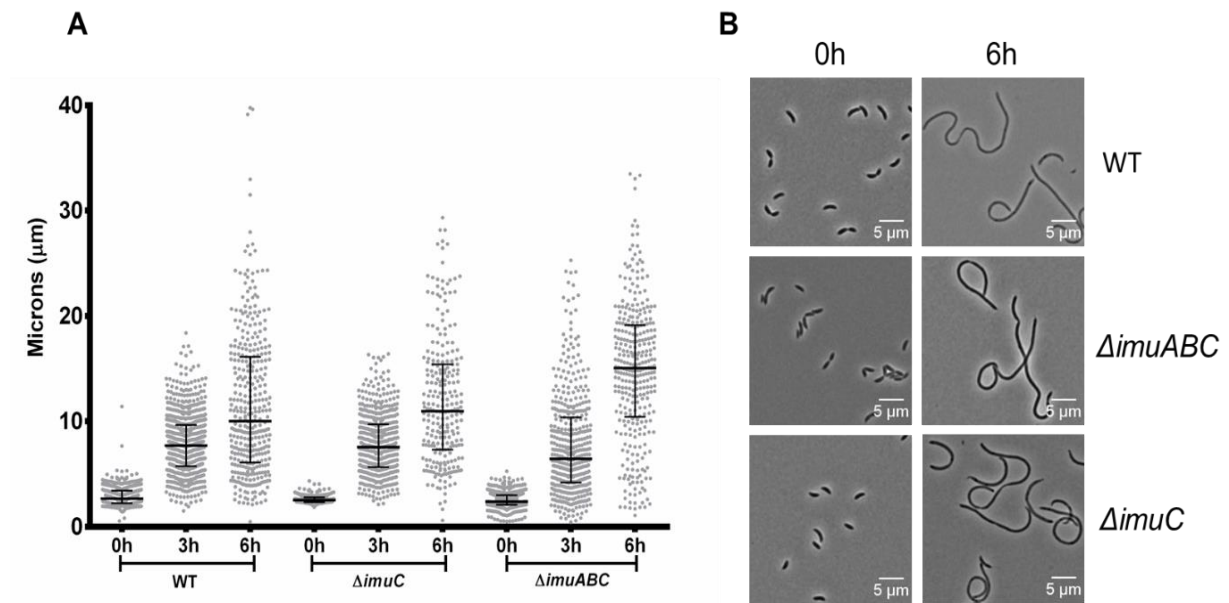 A
Microns (µm)
40
30
20
10
0
0h 3h 6h 0h 3h 6h 0h 3h 6h
WT ΔimuC ΔimuABC
B
0h 6h
5 µm 5 µm WT
5 µm 5 µm ΔimuABC
5 µm 5 µm ΔimuC